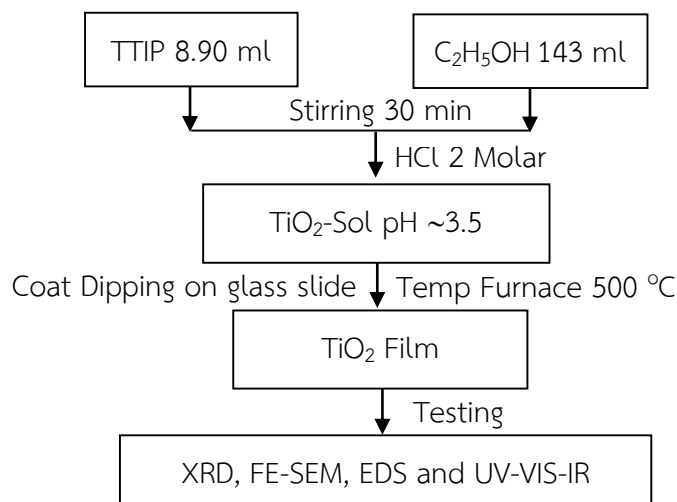 TTIP 8.90 ml
C₂H₅OH 143 ml
Stirring 30 min
HCl 2 Molar
TiO₂-Sol pH ~3.5
Coat Dipping on glass slide
Temp Furnace 500 °C
TiO₂ Film
Testing
XRD, FE-SEM, EDS and UV-VIS-IR